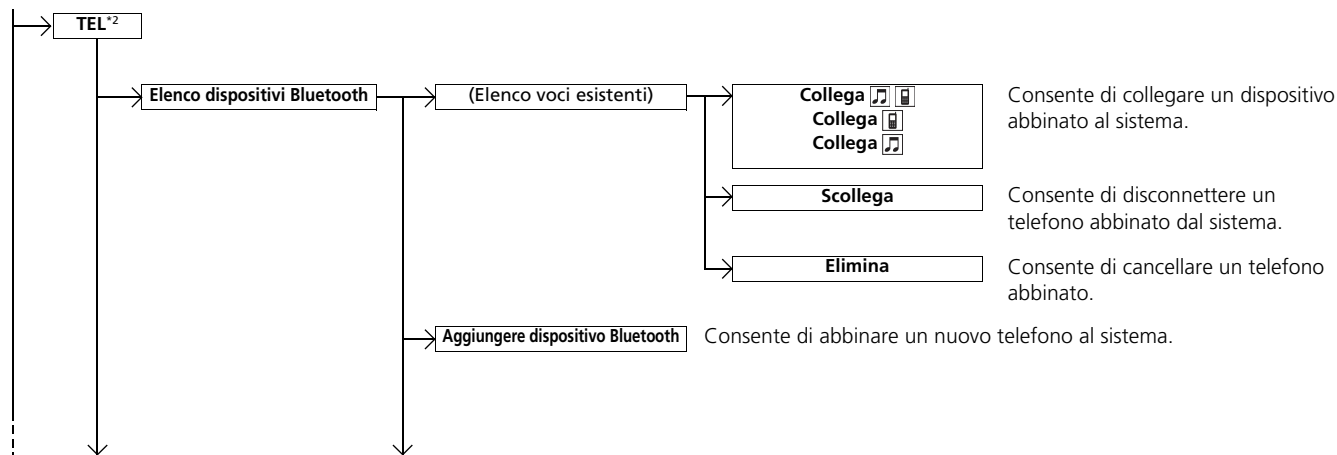 TEL*2
Elenco dispositivi Bluetooth
(Elenco voci esistenti)
Collega
Collega
Collega
Consente di collegare un dispositivo
abbinato al sistema.
Scollega
Consente di disconnettere un
telefono abbinato dal sistema.
Elimina
Consente di cancellare un telefono
abbinato.
Aggiungere dispositivo Bluetooth
Consente di abbinare un nuovo telefono al sistema.